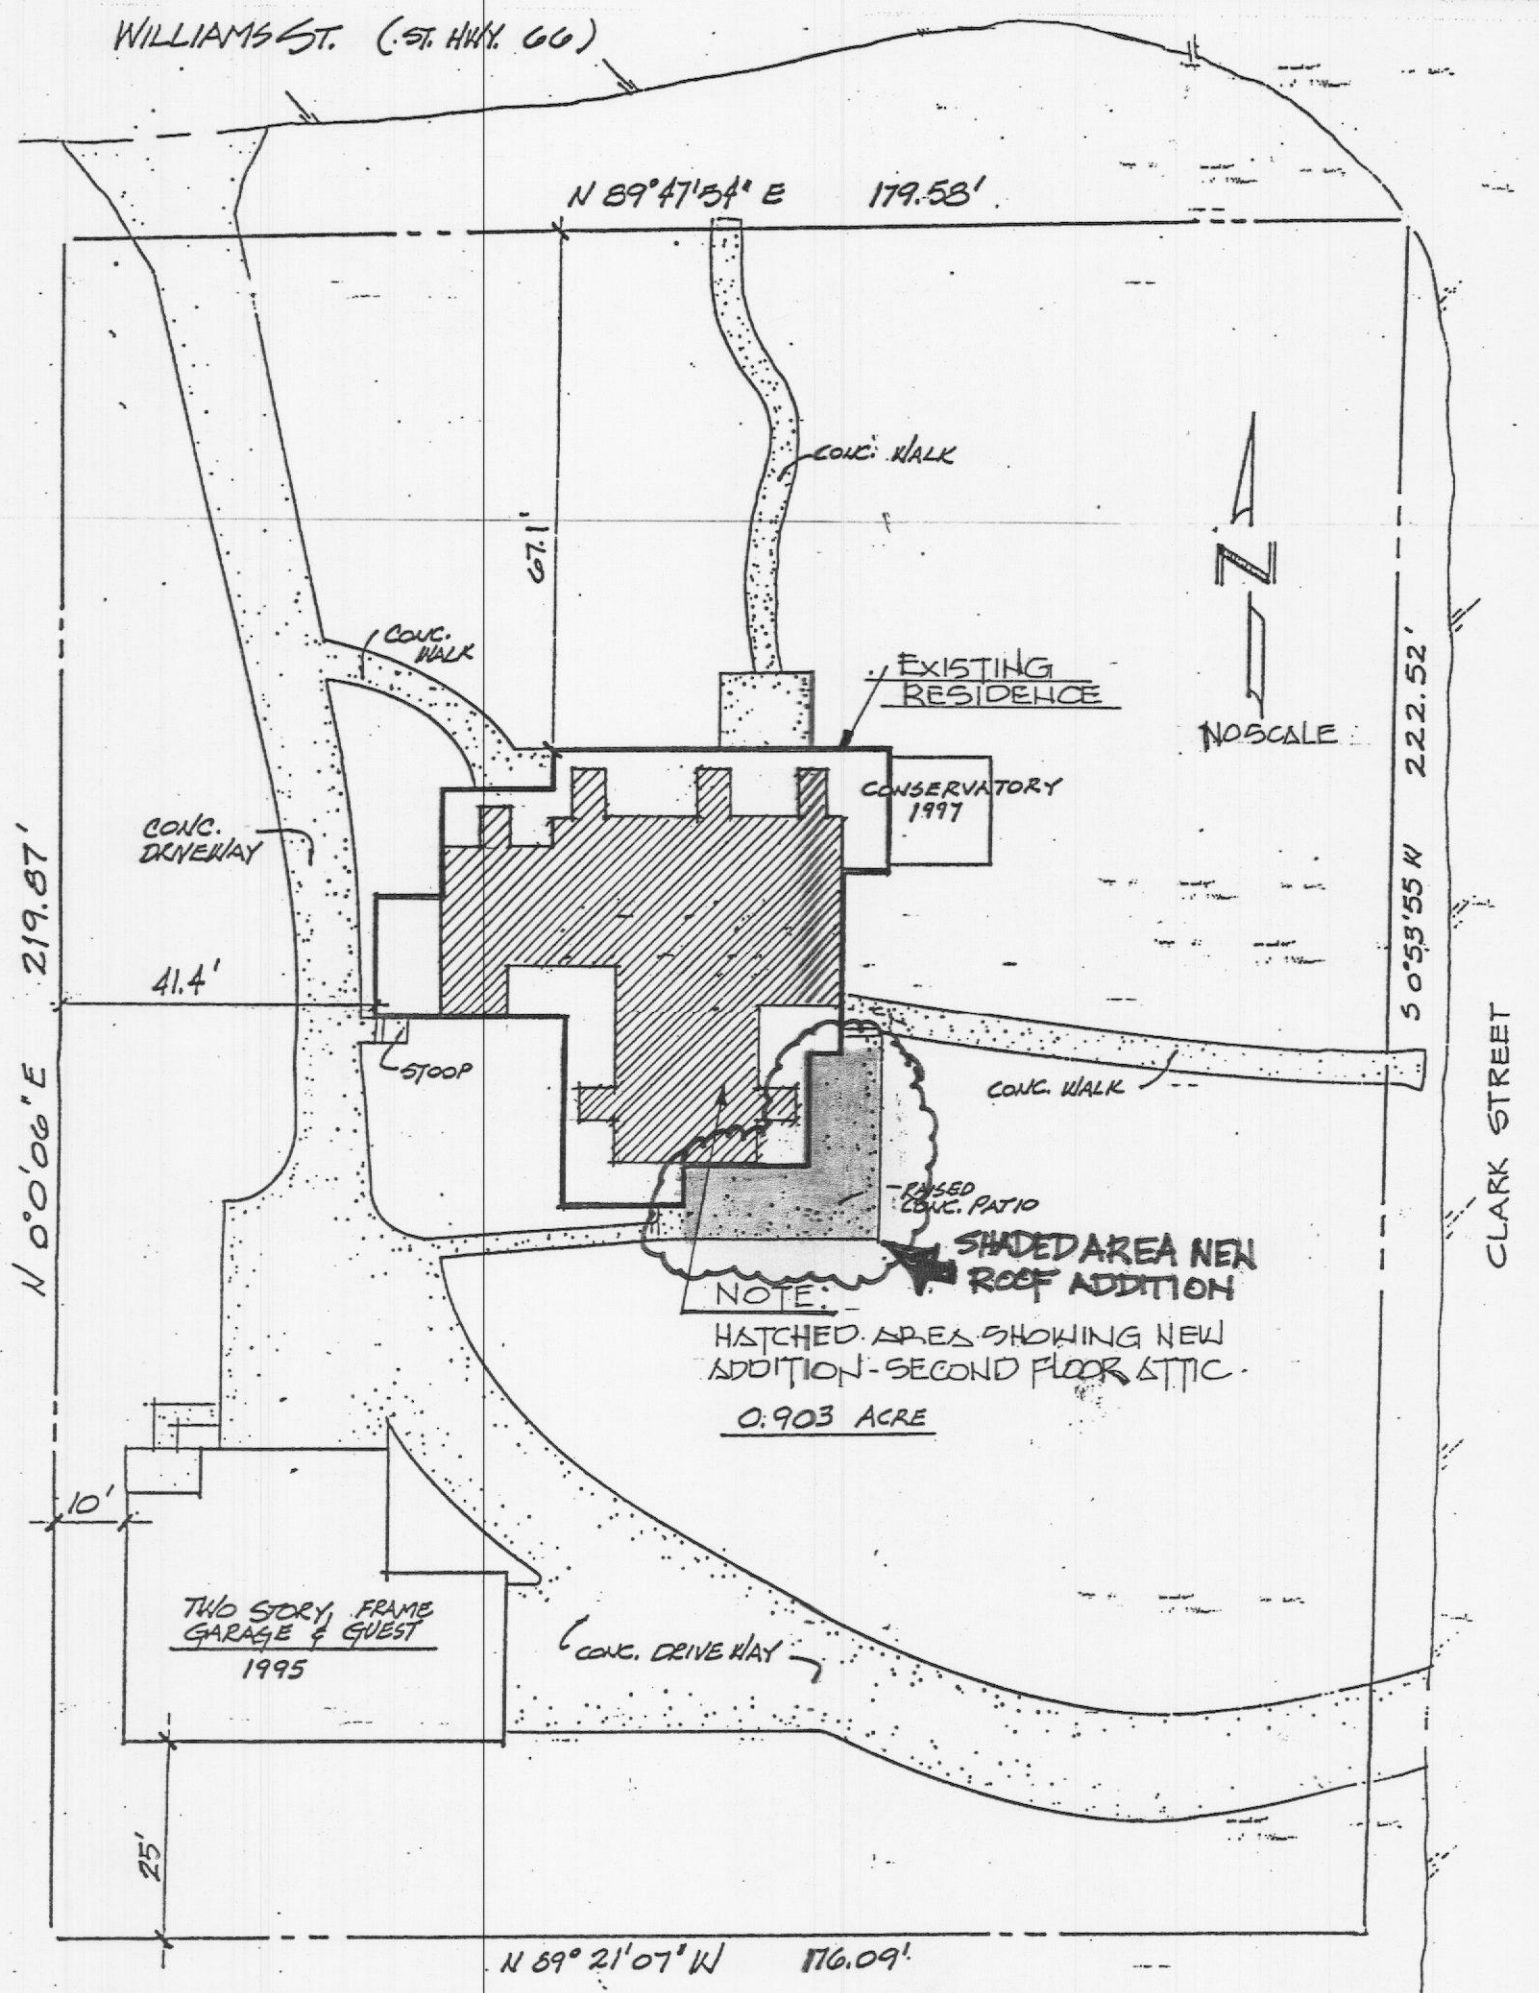 WILLIAMS ST. (ST. HWY. 66)
N 89°47'54" E 179.58'
CONC. WALK
67.1'
N
CONC.
WALK
EXISTING
RESIDENCE
NO SCALE
S 0°53'55 W 222.52'
CONSERVATORY
1997
CONC.
DRIVEWAY
N 0°0'06" E 219.87'
41.4'
STOOP
CONC. WALK
CLARK STREET
RAISED
CONC. PATIO
SHADED AREA NEW
ROOF ADDITION
NOTE:
HATCHED AREA SHOWING NEW
ADDITION - SECOND FLOOR ATTIC.
0.903 ACRE
10'
TWO STORY, FRAME
GARAGE & GUEST
1995
CONC. DRIVEWAY
25'
N 89° 21' 07" W 176.09'